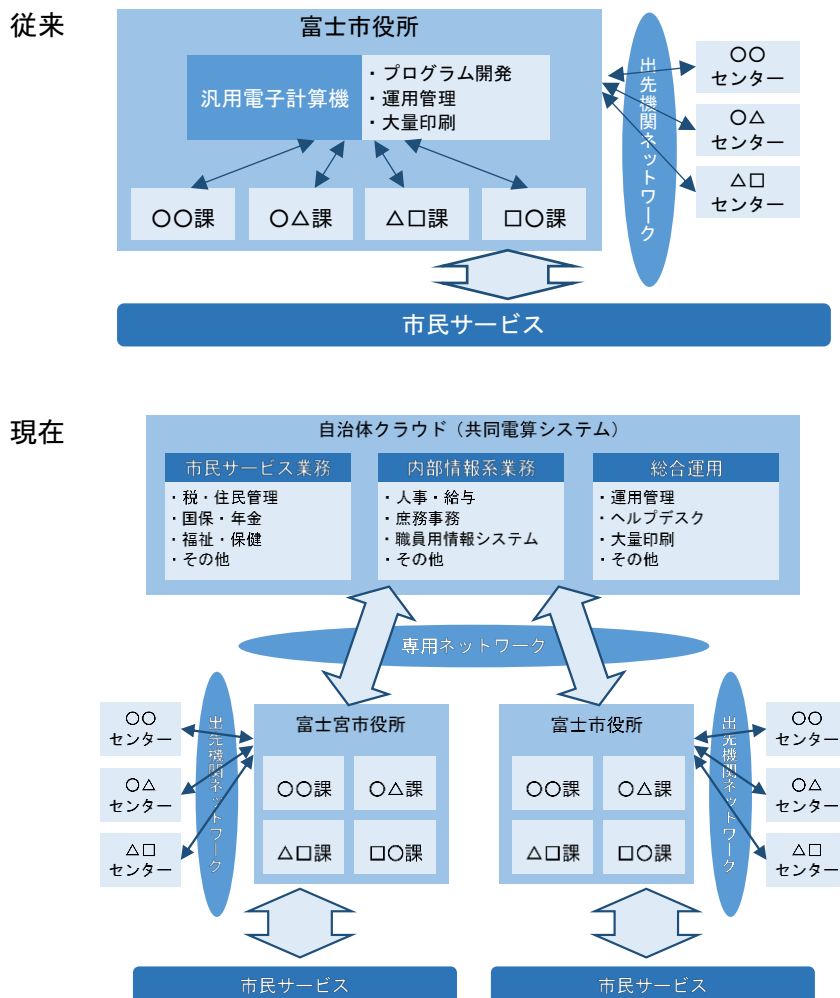 従来
富士市役所
汎用電子計算機
・プログラム開発
・運用管理
・大量印刷
〇〇課
〇△課
△□課
□〇課
出先機関ネットワーク
〇〇
センター
〇△
センター
△□
センター
市民サービス
現在
自治体クラウド（共同電算システム）
市民サービス業務
・税・住民管理
・国保・年金
・福祉・保健
・その他
内部情報系業務
・人事・給与
・庶務事務
・職員用情報システム
・その他
総合運用
・運用管理
・ヘルプデスク
・大量印刷
・その他
専用ネットワーク
〇〇
センター
〇△
センター
△□
センター
出先機関ネットワーク
富士宮市役所
〇〇課
〇△課
△□課
□〇課
市民サービス
富士市役所
〇〇課
〇△課
△□課
□〇課
出先機関ネットワーク
〇〇
センター
〇△
センター
△□
センター
市民サービス